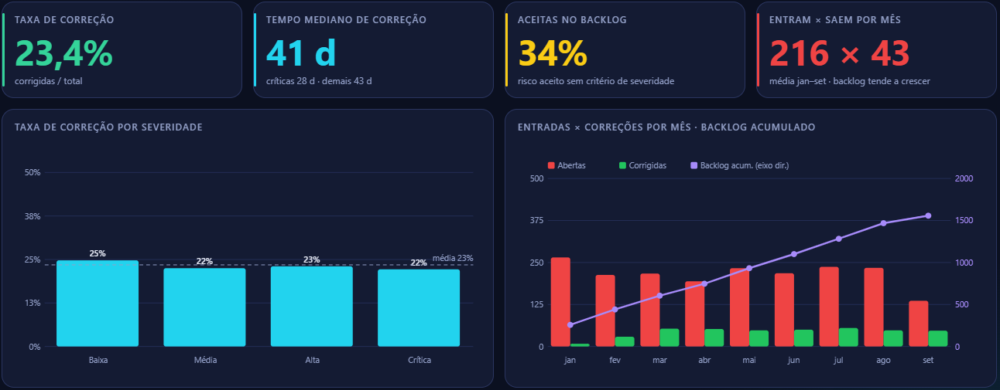 TAXA DE CORREÇÃO
23,4%
corrigidas / total
TEMPO MEDIANO DE CORREÇÃO
41 d
críticas 28 d · demais 43 d
ACEITAS NO BACKLOG
34%
risco aceito sem critério de severidade
ENTRAM × SAEM POR MÊS
216 × 43
média jan–set · backlog tende a crescer
TAXA DE CORREÇÃO POR SEVERIDADE
50%
38%
25%
13%
0%
25%
22%
23%
22%
média 23%
Baixa
Média
Alta
Crítica
ENTRADAS × CORREÇÕES POR MÊS · BACKLOG ACUMULADO
Abertas
Corrigidas
Backlog acum. (eixo dir.)
500
375
250
125
0
2000
1500
1000
500
0
jan
fev
mar
abr
mai
jun
jul
ago
set